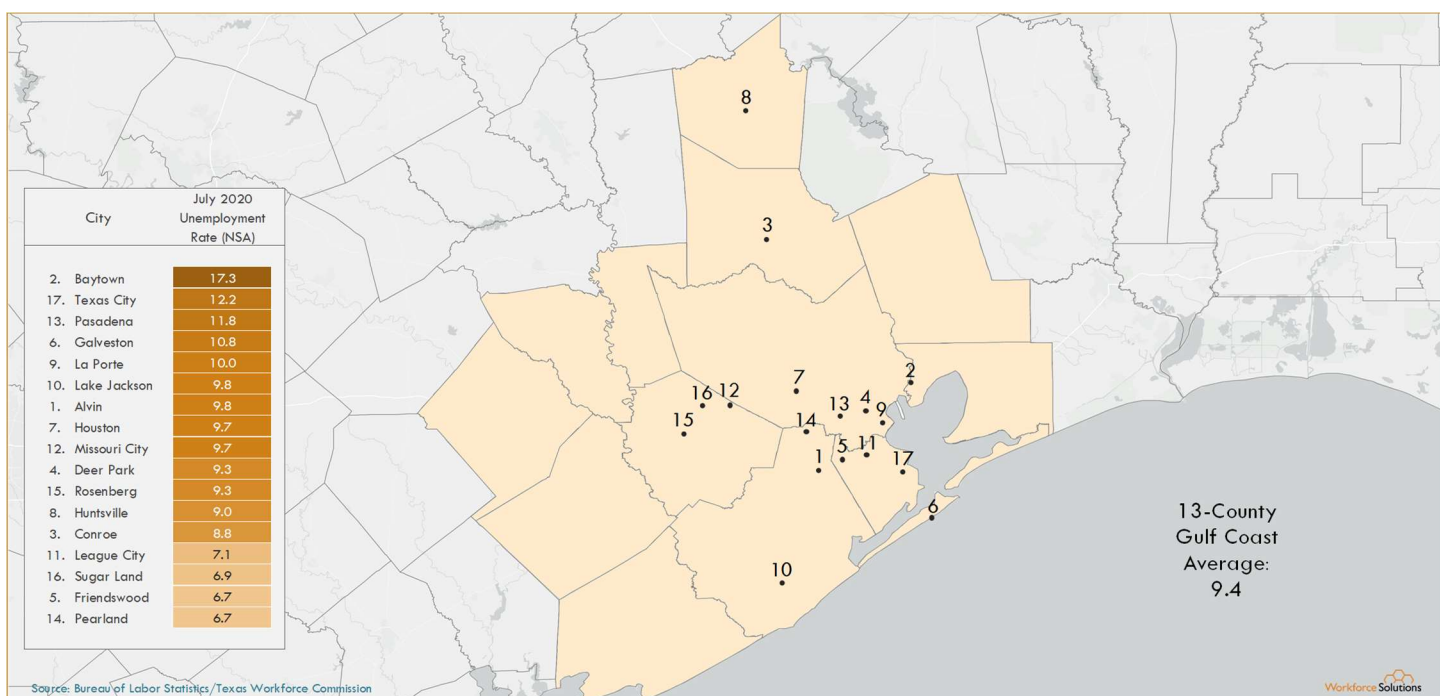 City
July 2020
Unemployment
Rate (NSA)
2. Baytown 17.3
17. Texas City 12.2
13. Pasadena 11.8
6. Galveston 10.8
9. La Porte 10.0
10. Lake Jackson 9.8
1. Alvin 9.8
7. Houston 9.7
12. Missouri City 9.7
4. Deer Park 9.3
15. Rosenberg 9.3
8. Huntsville 9.0
3. Conroe 8.8
11. League City 7.1
16. Sugar Land 6.9
5. Friendswood 6.7
14. Pearland 6.7
8
3
2
7
16 12
13 4
9
15
14
5 11
1
17
6
10
13-County
Gulf Coast
Average:
9.4
Source: Bureau of Labor Statistics/Texas Workforce Commission
Workforce Solutions